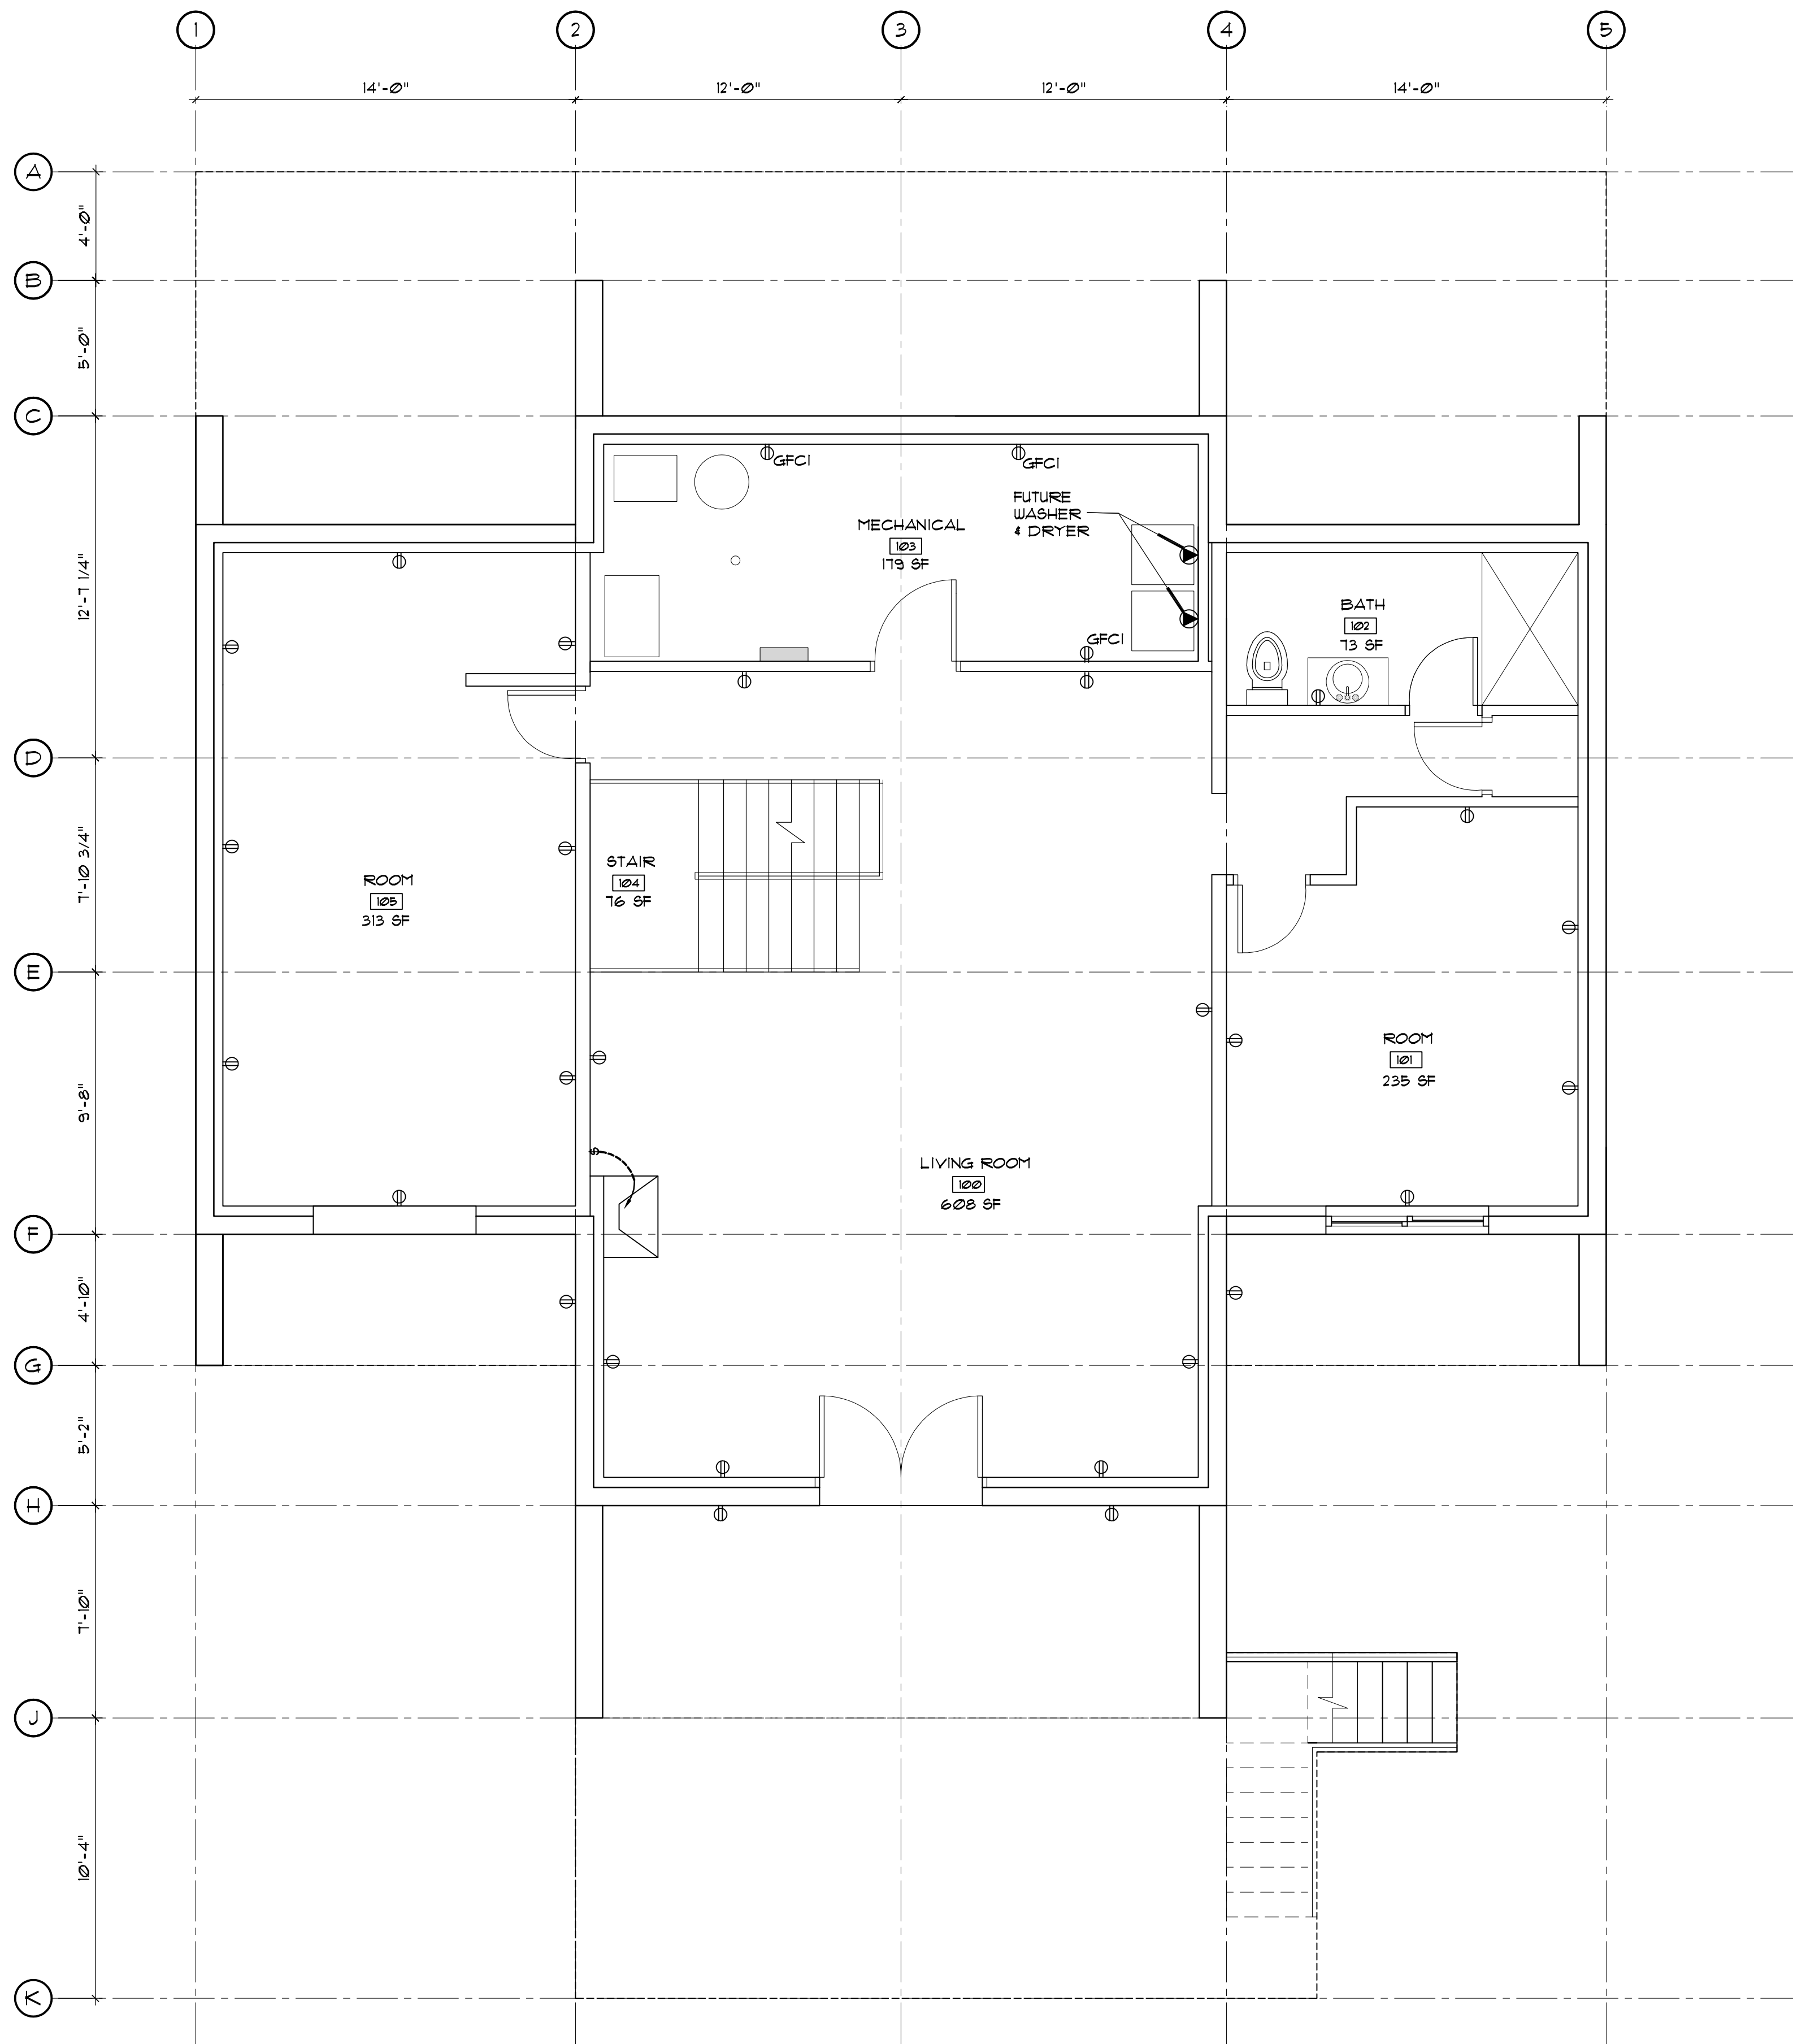 1 2 3 4 5
14'-0" 12'-0" 12'-0" 14'-0"
A
4'-0"
B
5'-0"
C
GFCI GFCI
FUTURE
WASHER
& DRYER
MECHANICAL
103
179 SF
12'-7 1/4"
BATH
102
73 SF
GFCI
D
7'-10 3/4"
STAIR
104
76 SF
ROOM
105
313 SF
E
ROOM
101
235 SF
9'-8"
S
LIVING ROOM
100
608 SF
F
4'-10"
G
5'-2"
H
7'-10"
J
10'-4"
K